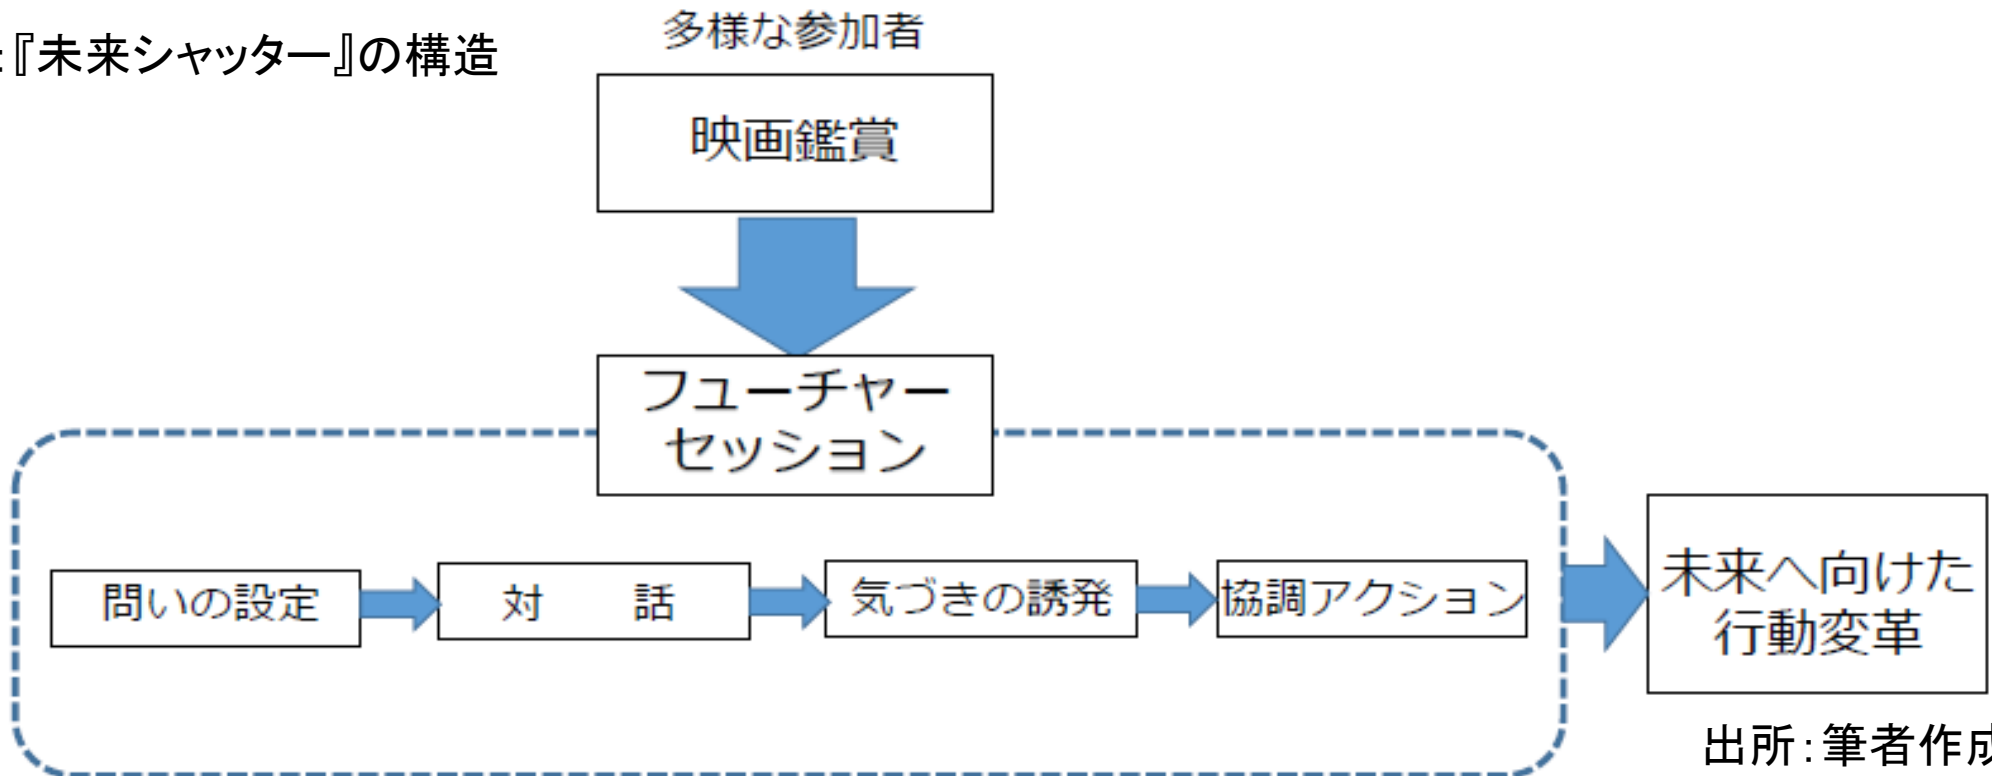 『未来シャッター』の構造
多様な参加者
映画鑑賞
フューチャー
セッション
問いの設定
対　　話
気づきの誘発
協調アクション
未来へ向けた
行動変革
出所：筆者作成